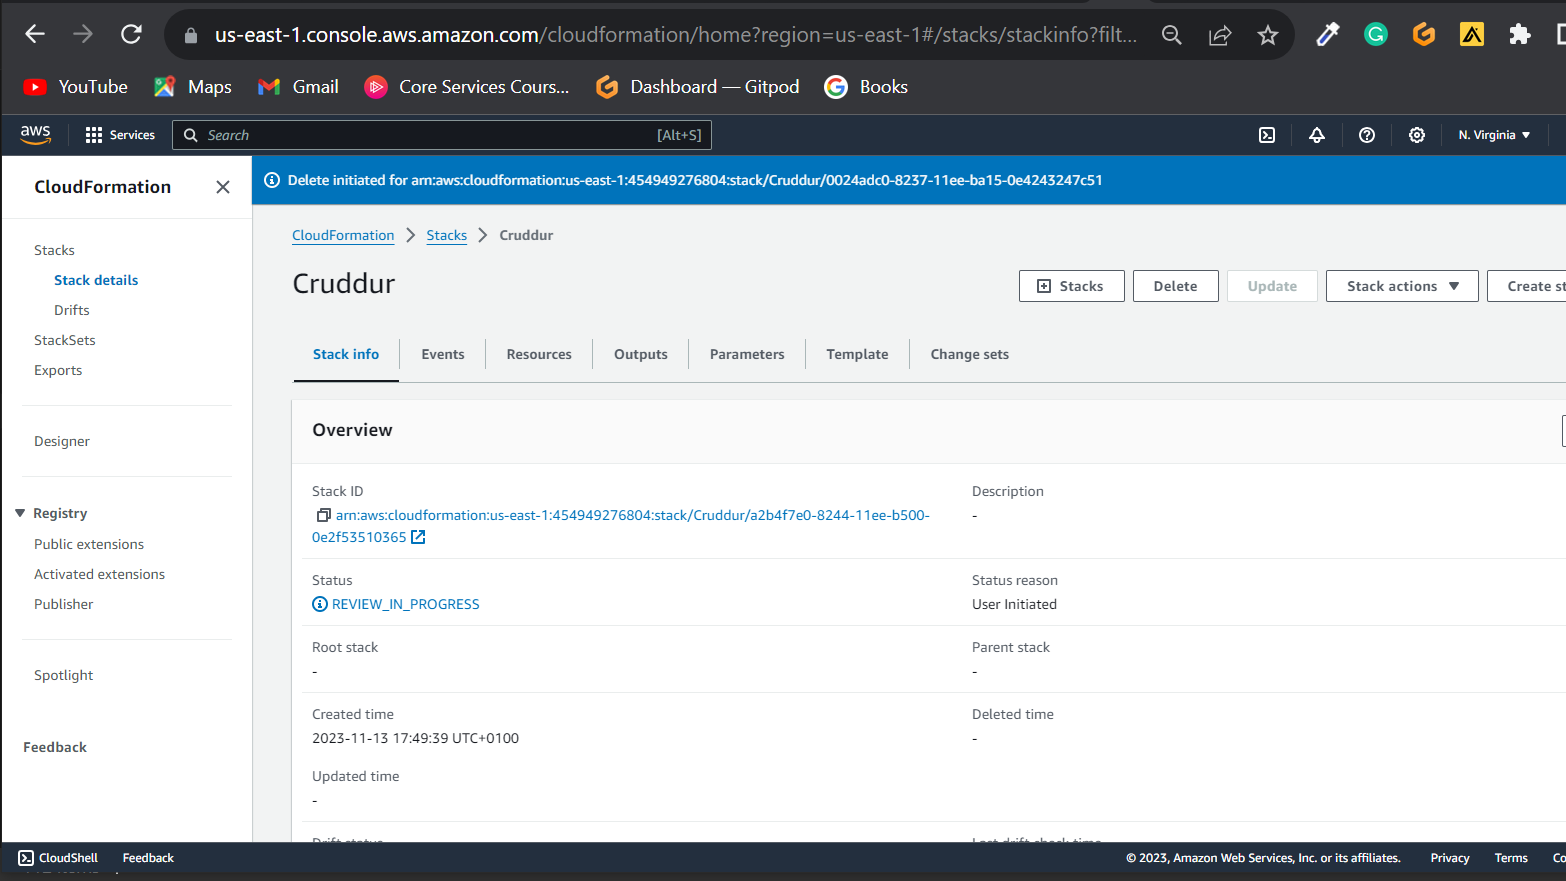 us-east-1.console.aws.amazon.com/cloudformation/home?region=us-east-1#/stacks/stackinfo?filt...
YouTube Maps Gmail Core Services Cours... Dashboard — Gitpod Books
aws Services Search [Alt+S] N. Virginia
CloudFormation
Delete initiated for arn:aws:cloudformation:us-east-1:454949276804:stack/Cruddur/0024adc0-8237-11ee-ba15-0e4243247c51
Stacks
Stack details
Drifts
StackSets
Exports
Designer
Registry
Public extensions
Activated extensions
Publisher
Spotlight
Feedback
CloudFormation Stacks Cruddur
Cruddur
Stacks Delete Update Stack actions Create st
Stack info Events Resources Outputs Parameters Template Change sets
Overview
Stack ID
arn:aws:cloudformation:us-east-1:454949276804:stack/Cruddur/a2b4f7e0-8244-11ee-b500-
0e2f53510365
Description
-
Status
REVIEW_IN_PROGRESS
Status reason
User Initiated
Root stack
-
Parent stack
-
Created time
2023-11-13 17:49:39 UTC+0100
Deleted time
-
Updated time
-
Drift status
Last drift check time
CloudShell Feedback © 2023, Amazon Web Services, Inc. or its affiliates. Privacy Terms Co